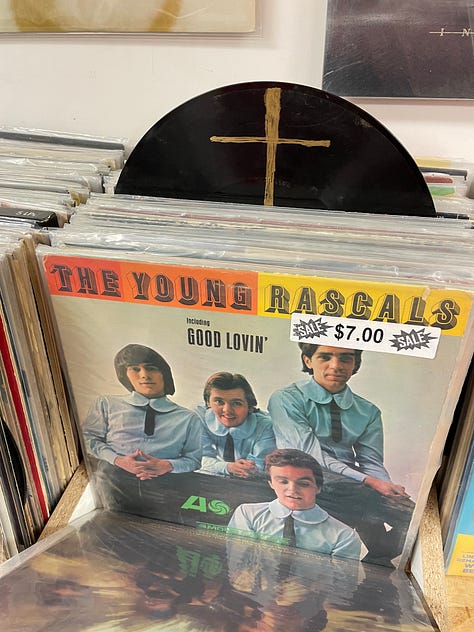 THE YOUNG RASCALS
Including
GOOD LOVIN'
SALE $7.00 SALE